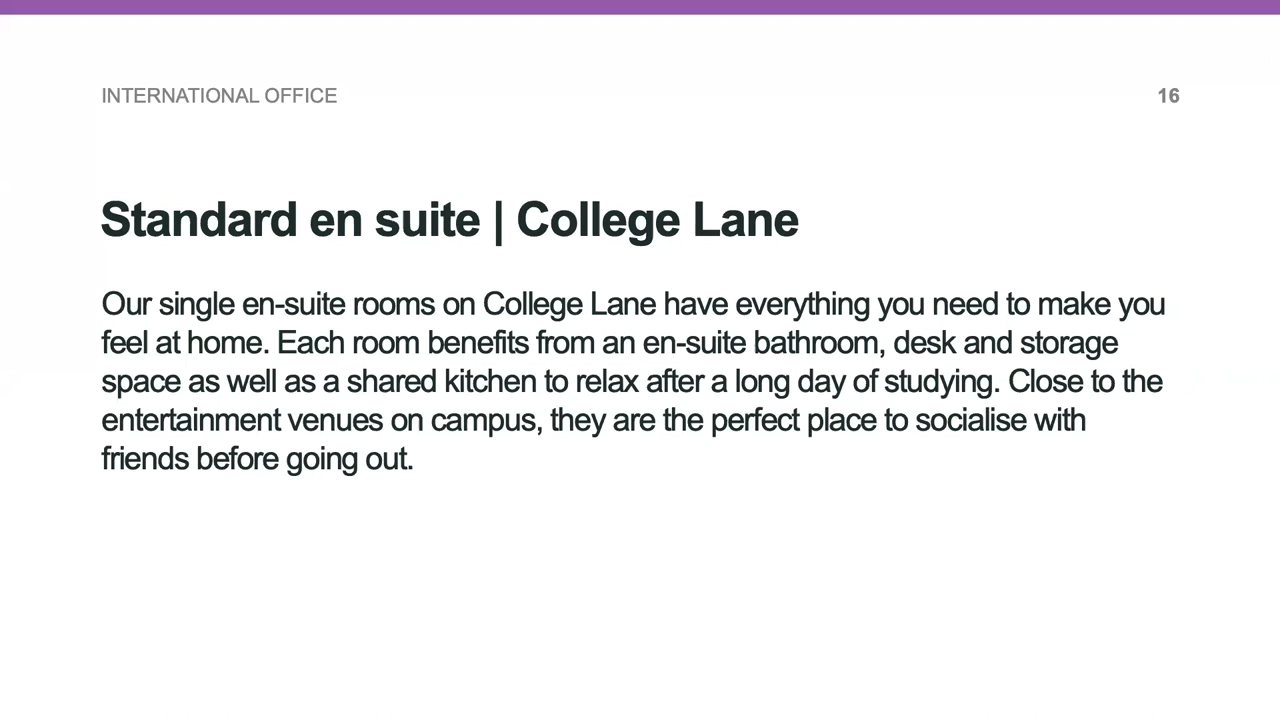 INTERNATIONAL OFFICE
16
Standard en suite | College Lane
Our single en-suite rooms on College Lane have everything you need to make you
feel at home. Each room benefits from an en-suite bathroom, desk and storage
space as well as a shared kitchen to relax after a long day of studying. Close to the
entertainment venues on campus, they are the perfect place to socialise with
friends before going out.